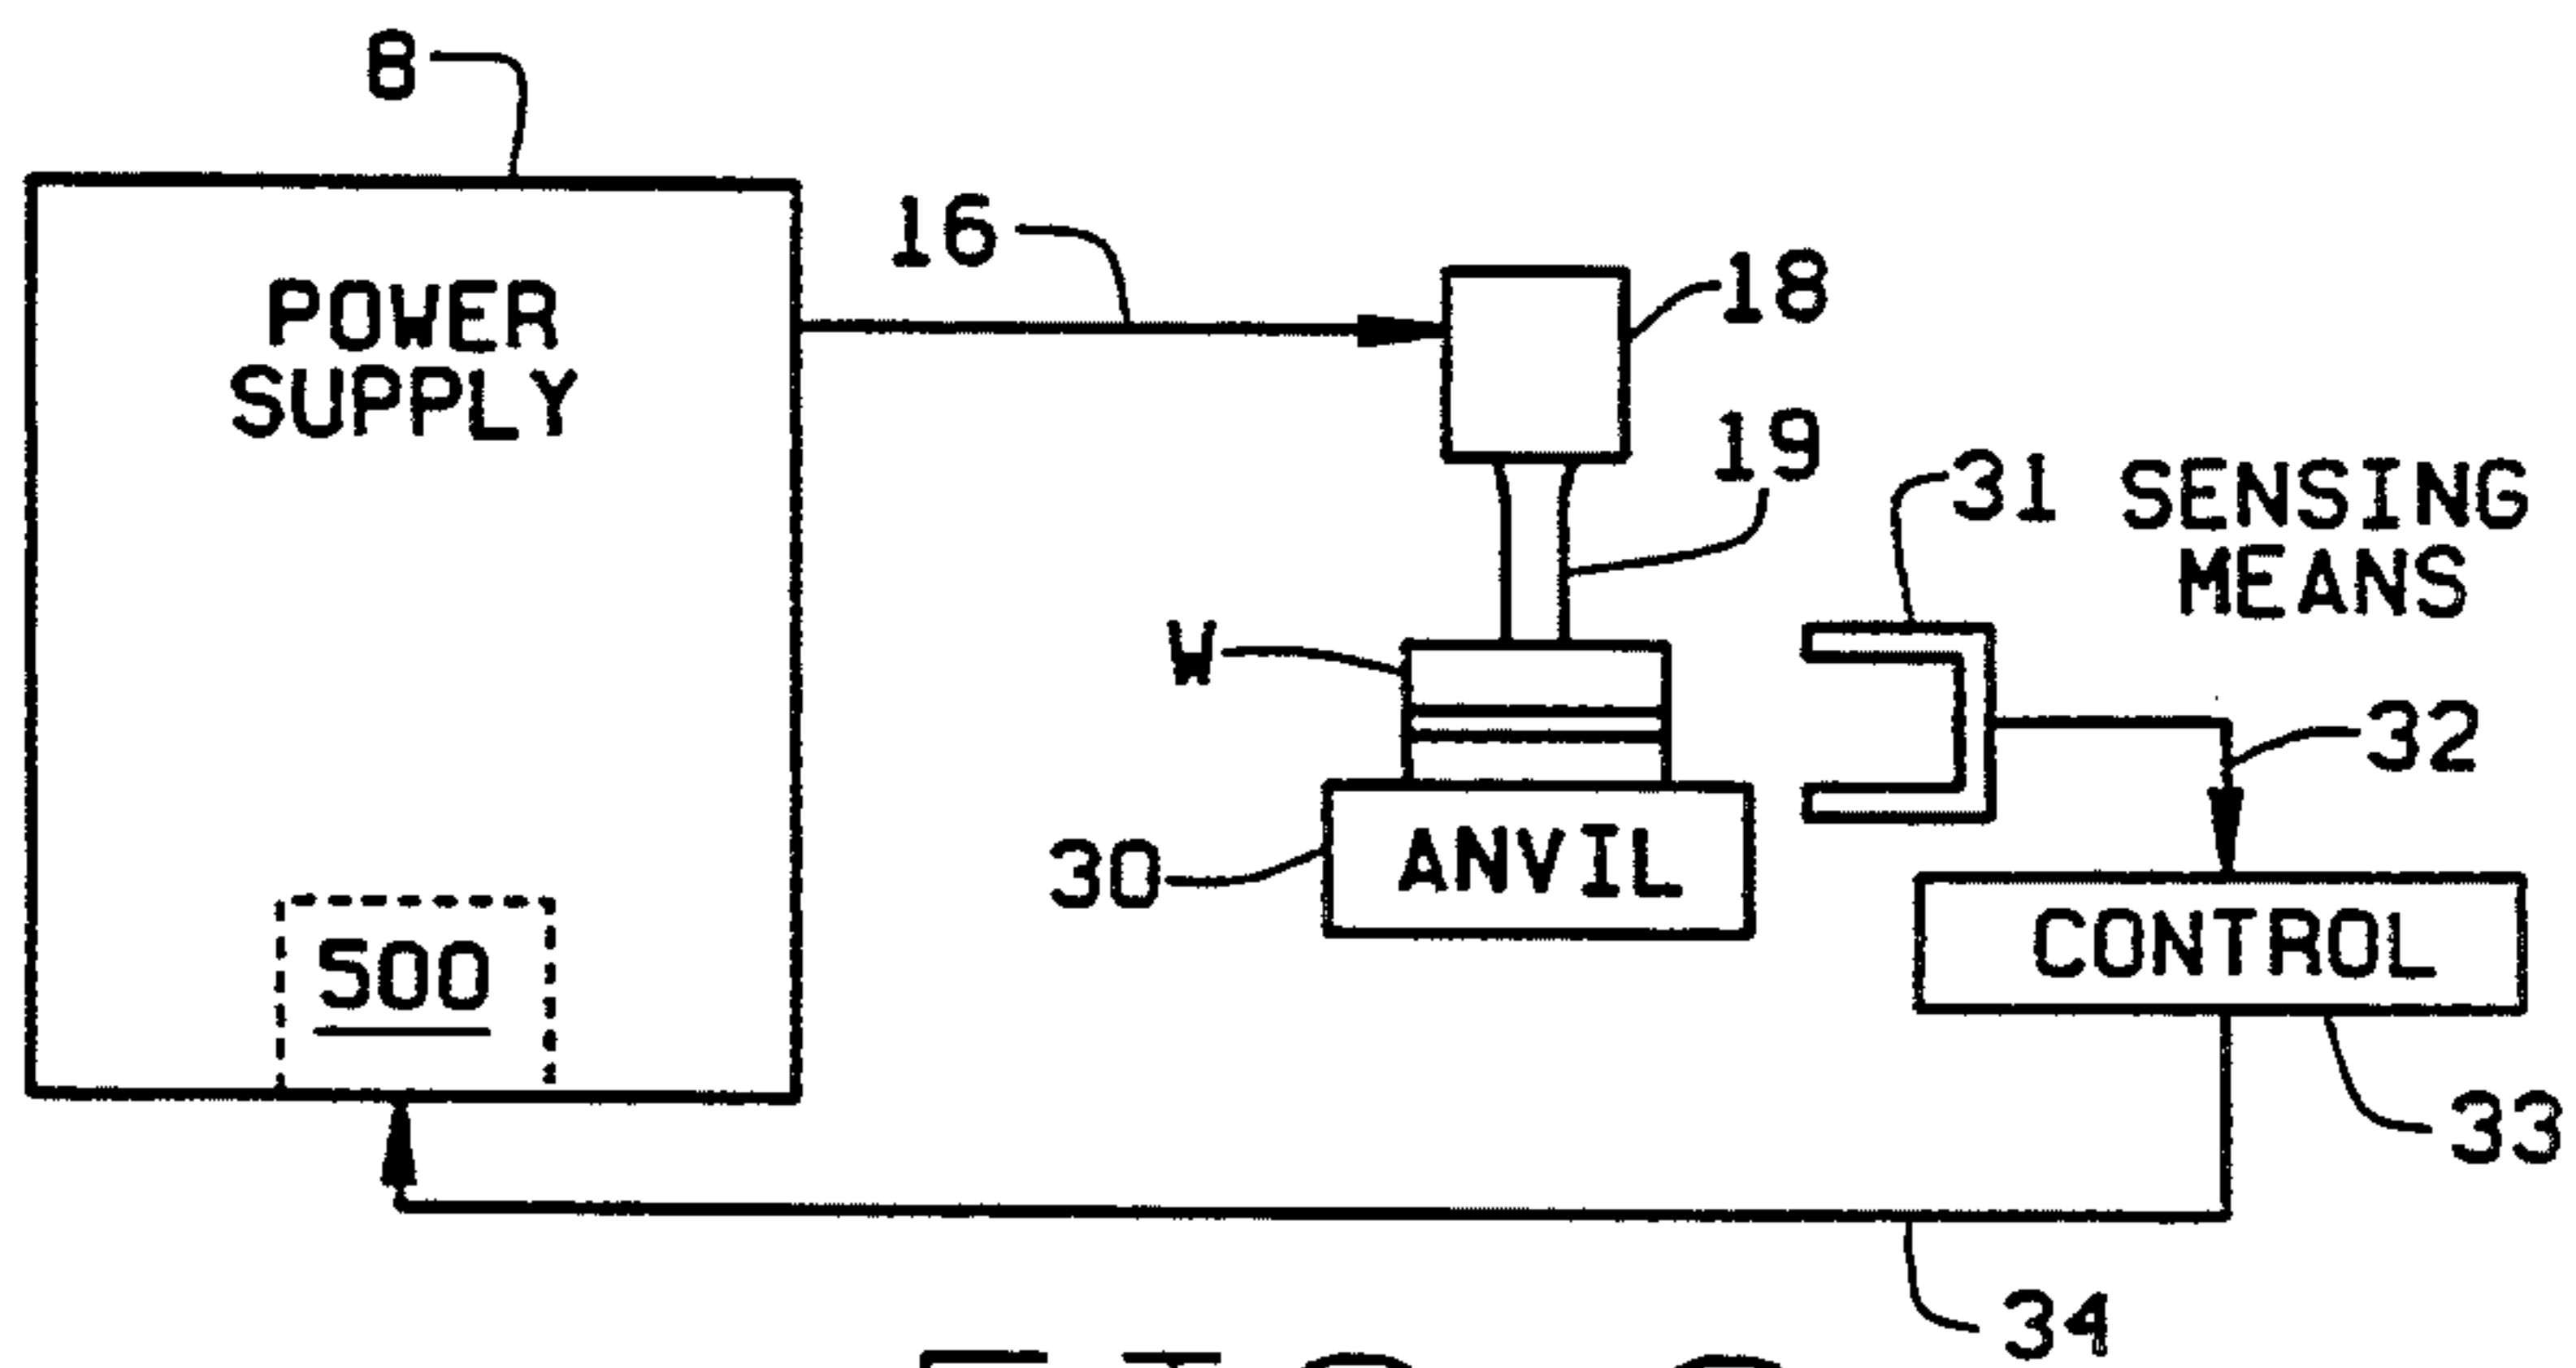 8
16
18
POWER
SUPPLY
19
31 SENSING
MEANS
W
32
30
ANVIL
CONTROL
500
33
34